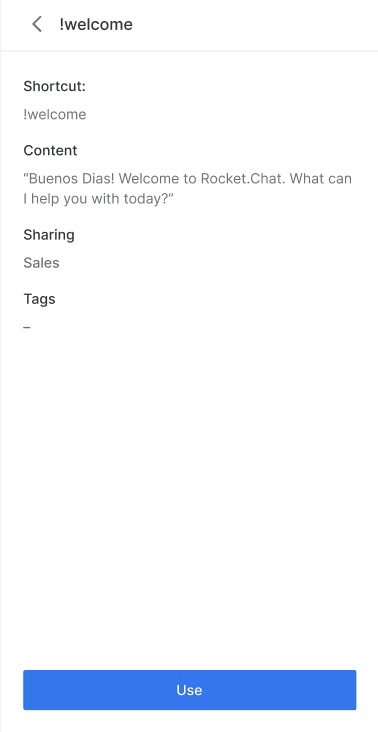 !welcome
Shortcut:
!welcome
Content
“Buenos Dias! Welcome to Rocket.Chat. What can
I help you with today?”
Sharing
Sales
Tags
–
Use